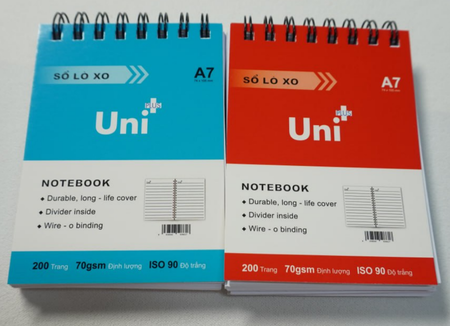 SỔ LÒ XO
A7
Uni
PLUS
NOTEBOOK
Durable, long - life cover
Divider inside
Wire - o binding
200 Trang 70gsm Định lượng ISO 90 Độ trắng
SỔ LÒ XO
A7
Uni
PLUS
NOTEBOOK
Durable, long - life cover
Divider inside
Wire - o binding
200 Trang 70gsm Định lượng ISO 90 Độ trắng